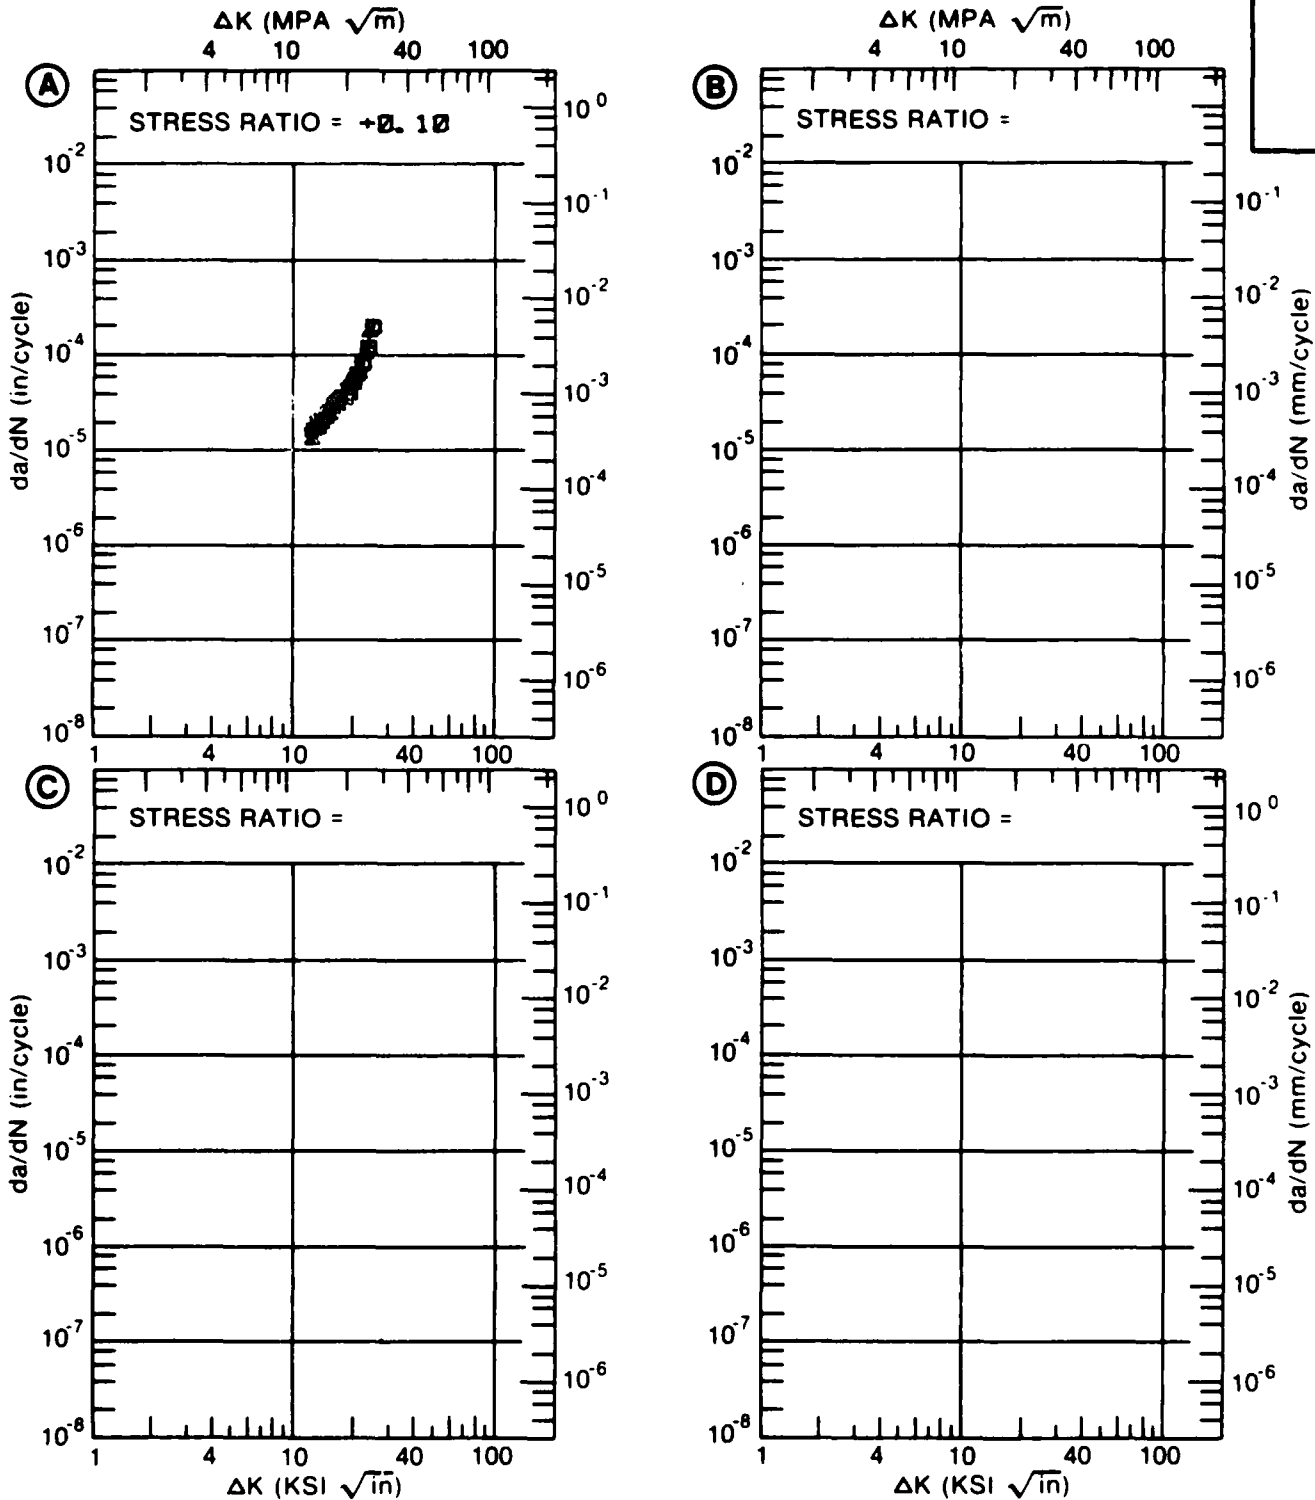 ΔK (MPA √m)
4 10 40 100
ΔK (MPA √m)
4 10 40 100
A
STRESS RATIO = +0.10
10^-2
10^-3
10^-4
10^-5
10^-6
10^-7
10^-8
da/dN (in/cycle)
10^0
10^-1
10^-2
10^-3
10^-4
10^-5
10^-6
1 4 10 40 100
B
STRESS RATIO =
10^-2
10^-3
10^-4
10^-5
10^-6
10^-7
10^-8
10^-1
10^-2
10^-3
10^-4
10^-5
10^-6
da/dN (mm/cycle)
1 4 10 40 100
C
STRESS RATIO =
10^-2
10^-3
10^-4
10^-5
10^-6
10^-7
10^-8
da/dN (in/cycle)
10^0
10^-1
10^-2
10^-3
10^-4
10^-5
10^-6
1 4 10 40 100
ΔK (KSI √in)
D
STRESS RATIO =
10^-2
10^-3
10^-4
10^-5
10^-6
10^-7
10^-8
10^0
10^-1
10^-2
10^-3
10^-4
10^-5
10^-6
da/dN (mm/cycle)
1 4 10 40 100
ΔK (KSI √in)